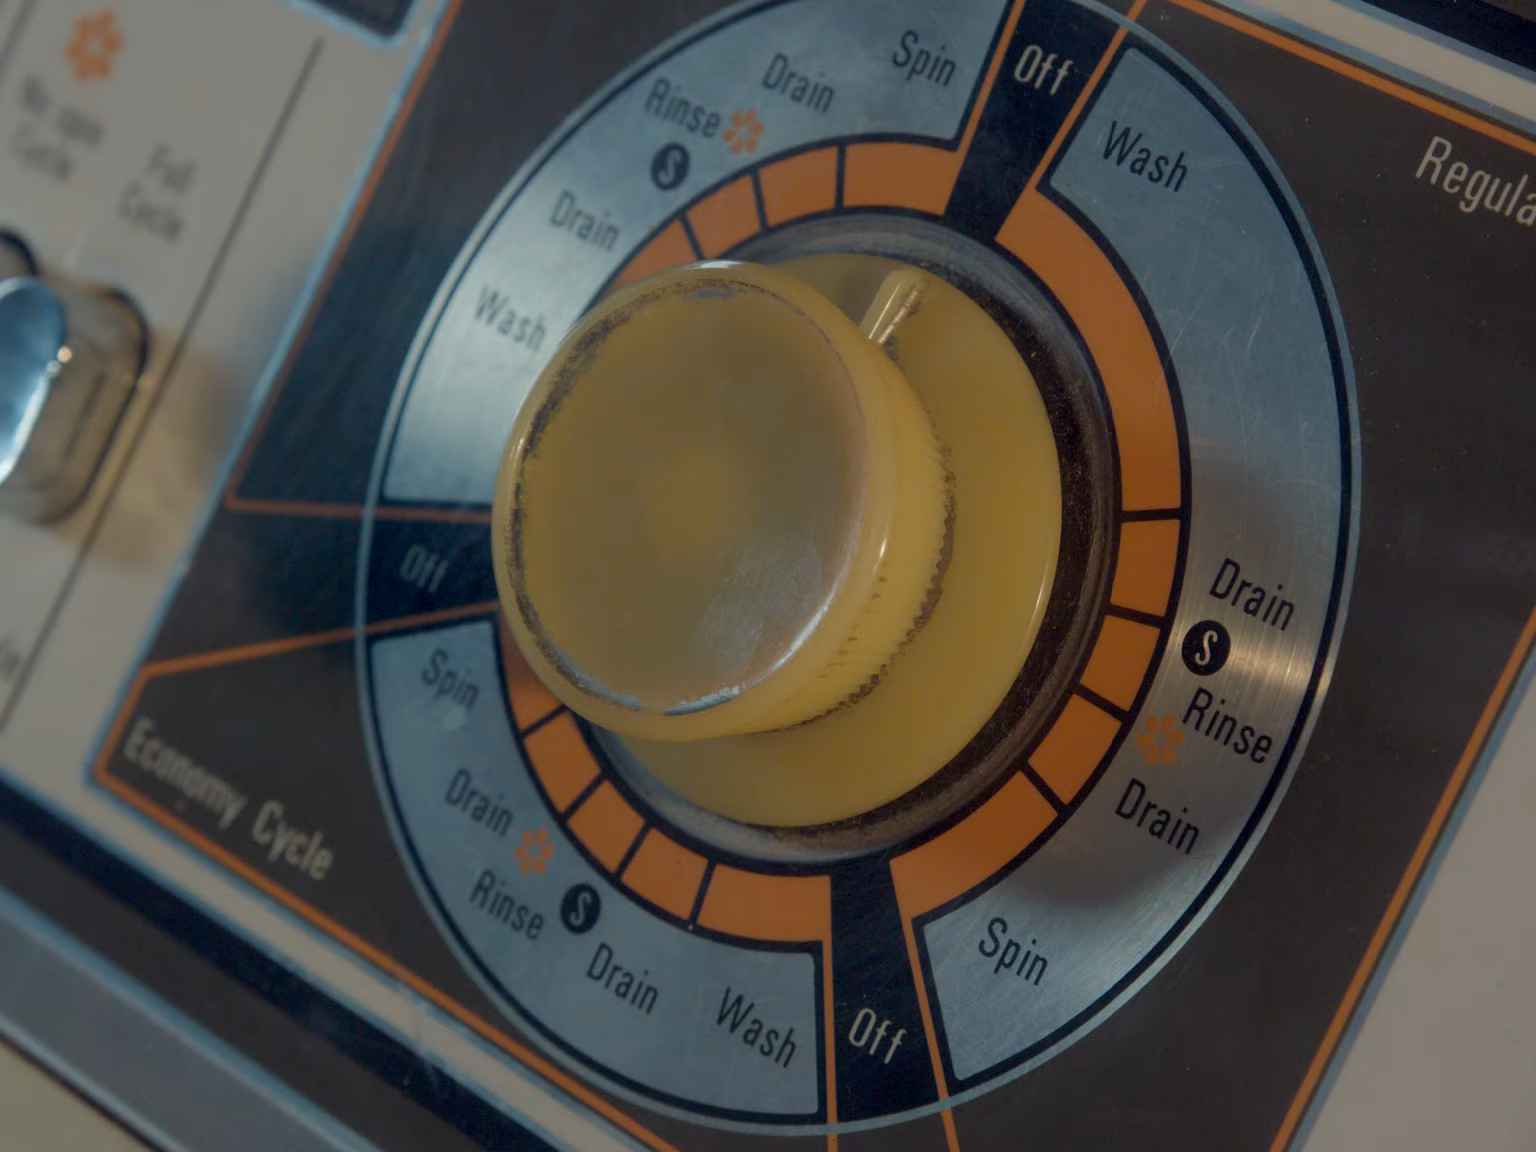 Spin
Off
Drain
Rinse
S
Drain
Wash
Wash
Regula
Full
Cycle
Cycle
Off
Drain
S
Rinse
Drain
Spin
Spin
Economy Cycle
Drain
Rinse
S
Drain
Wash
Off